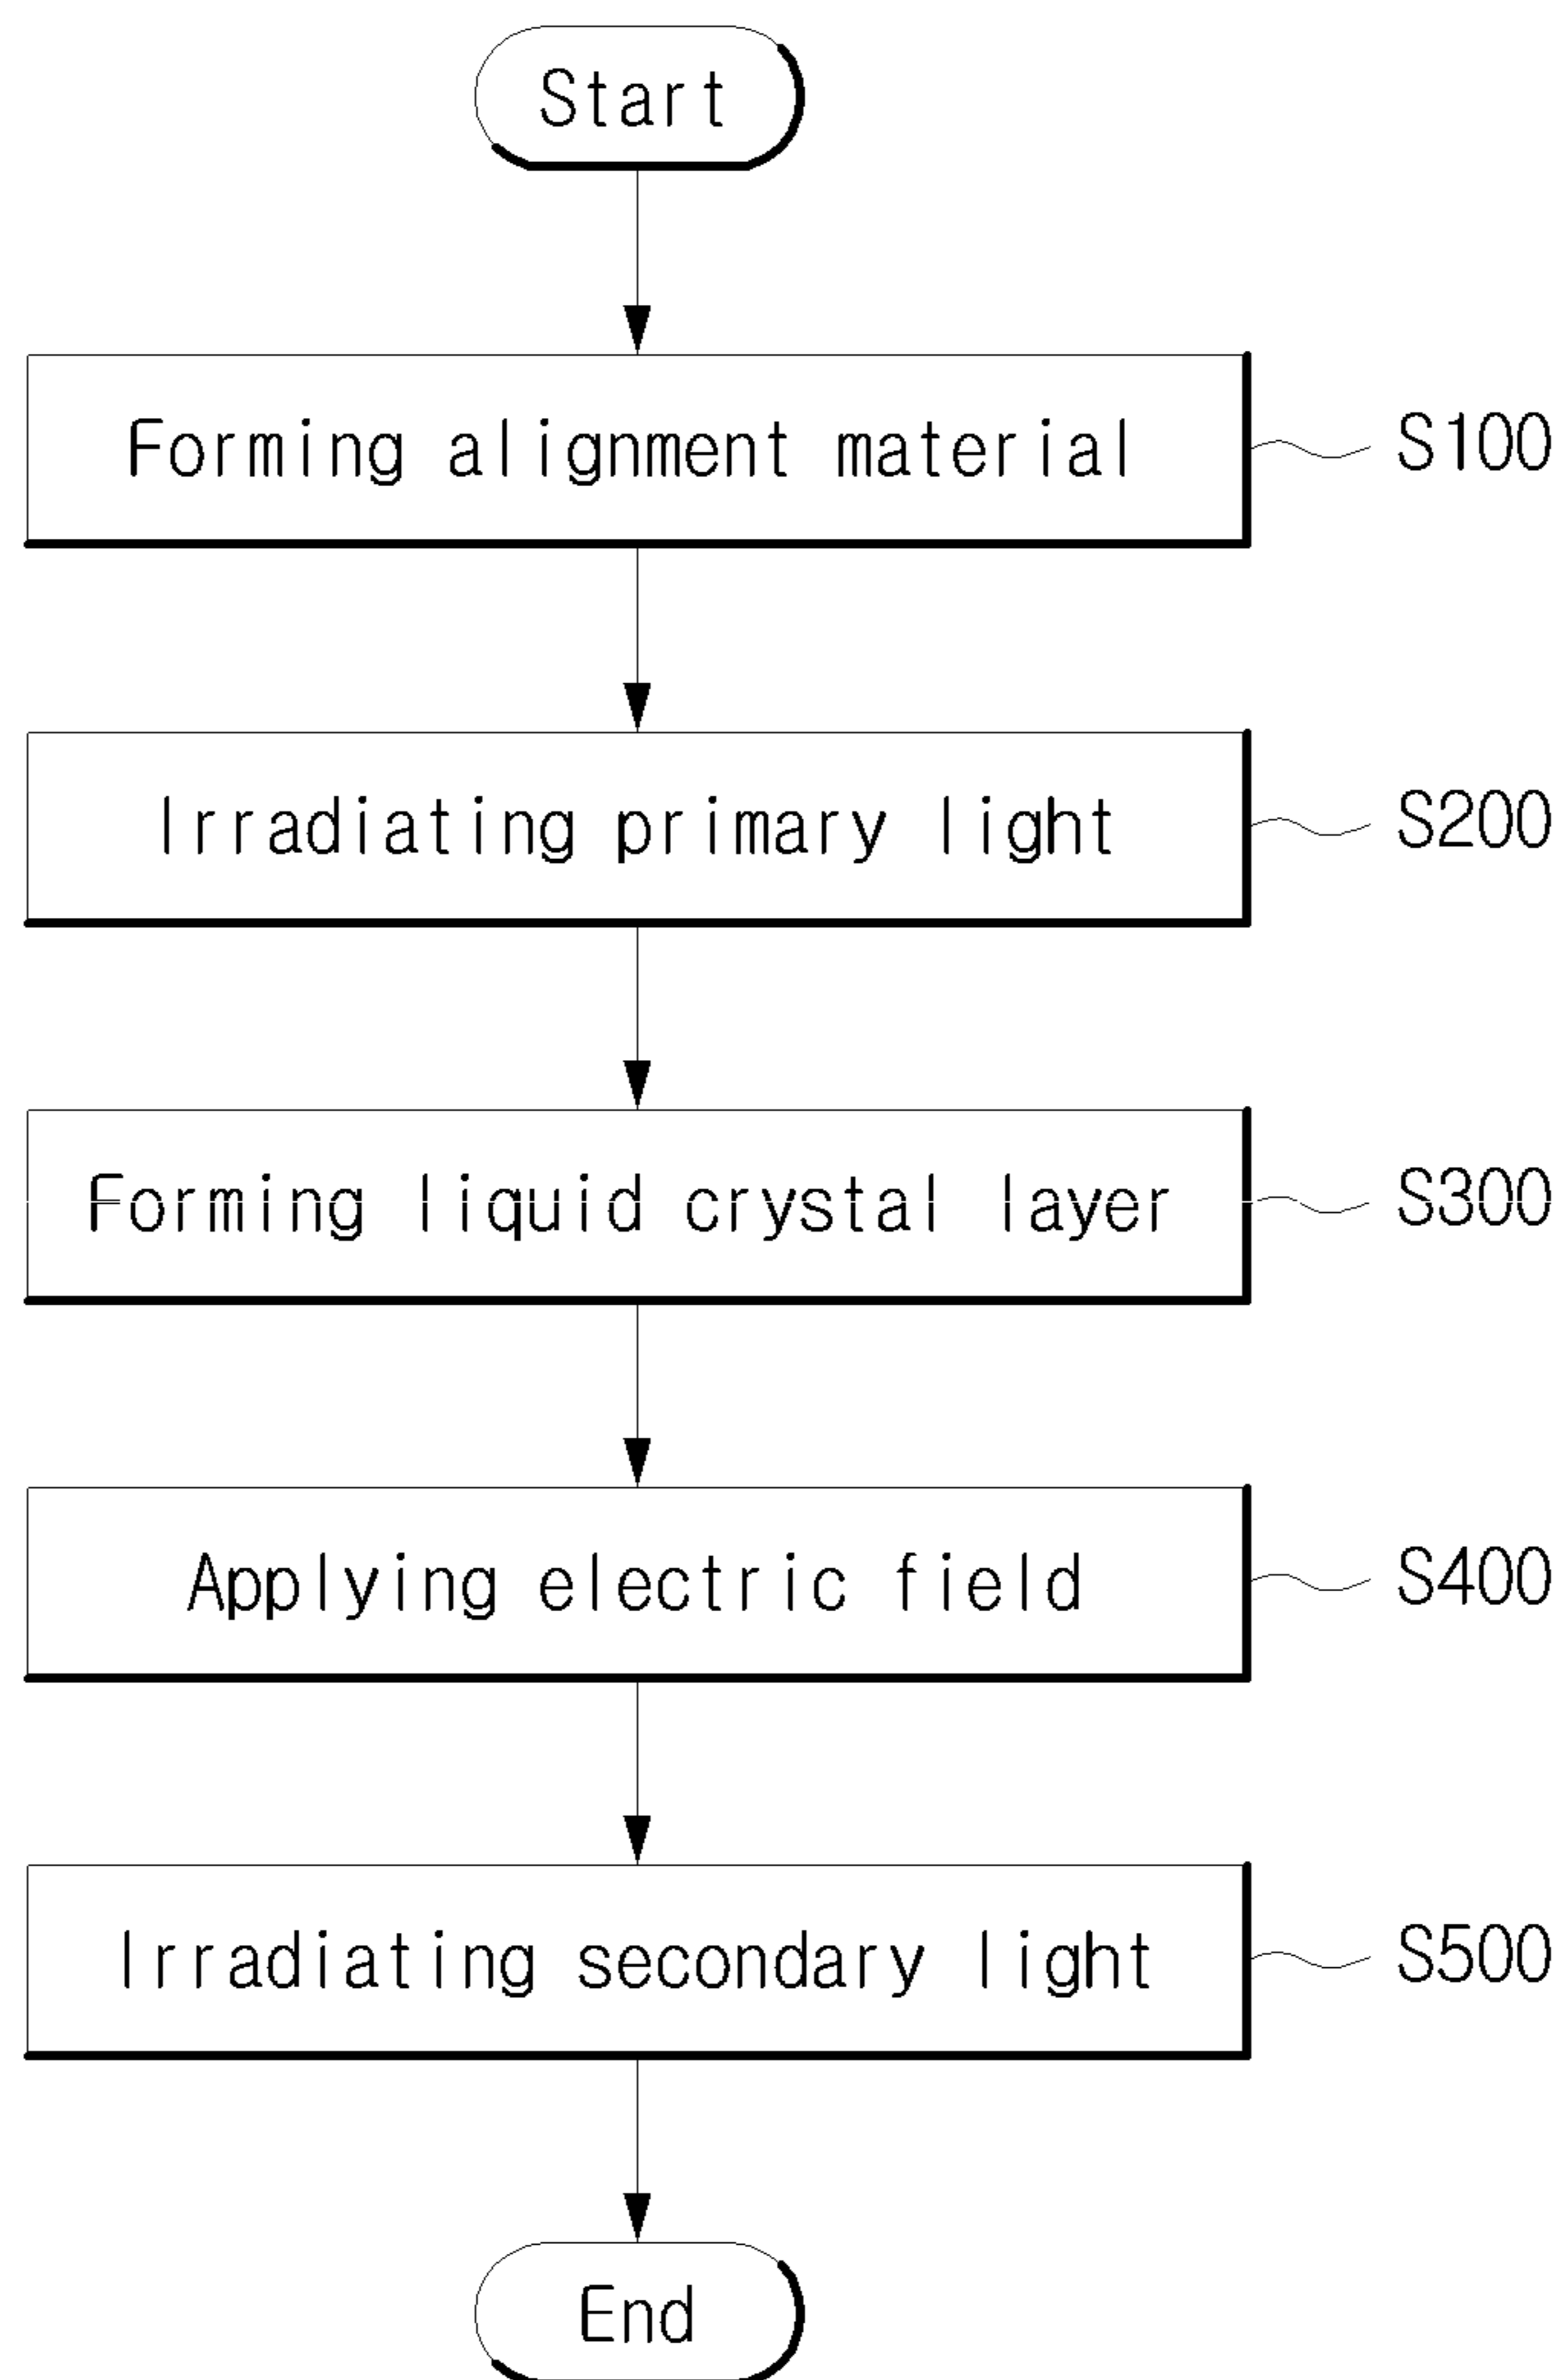 Start
Forming alignment material S100
Irradiating primary light S200
Forming liquid crystal layer S300
Applying electric field S400
Irradiating secondary light S500
End